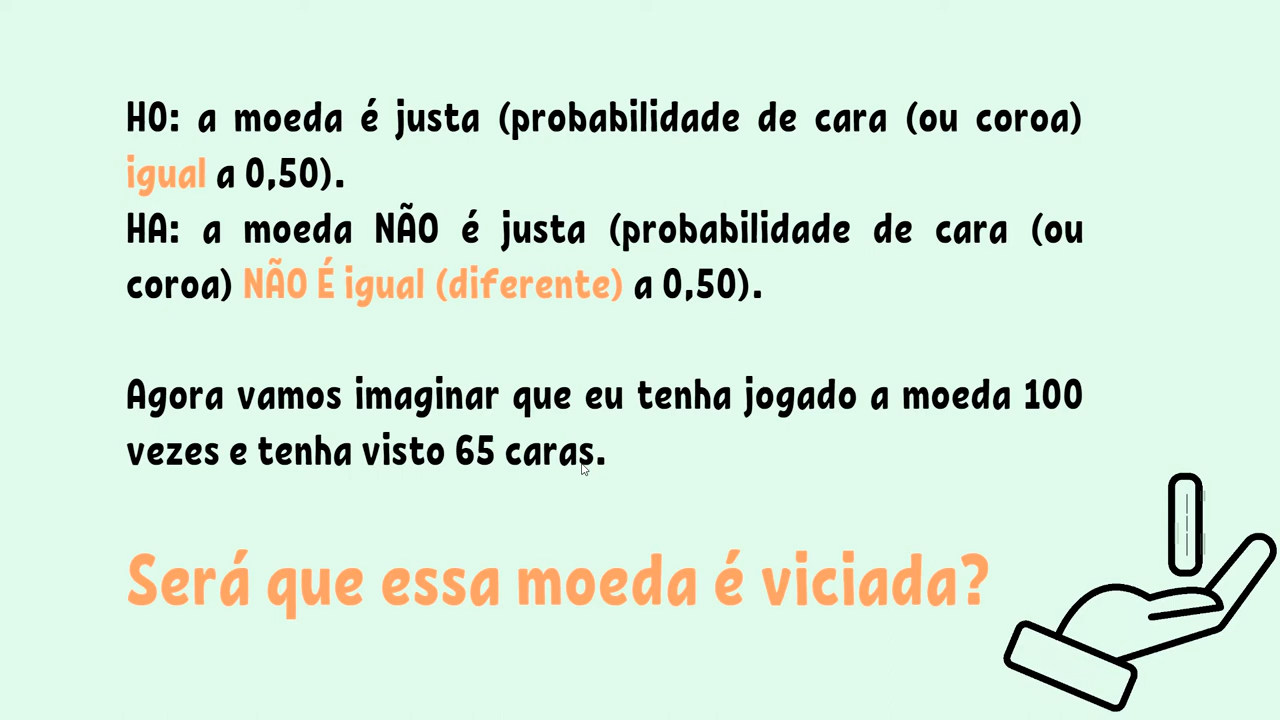 H0: a moeda é justa (probabilidade de cara (ou coroa)
igual a 0,50).
HA: a moeda NÃO é justa (probabilidade de cara (ou
coroa) NÃO É igual (diferente) a 0,50).
Agora vamos imaginar que eu tenha jogado a moeda 100
vezes e tenha visto 65 caras.
Será que essa moeda é viciada?